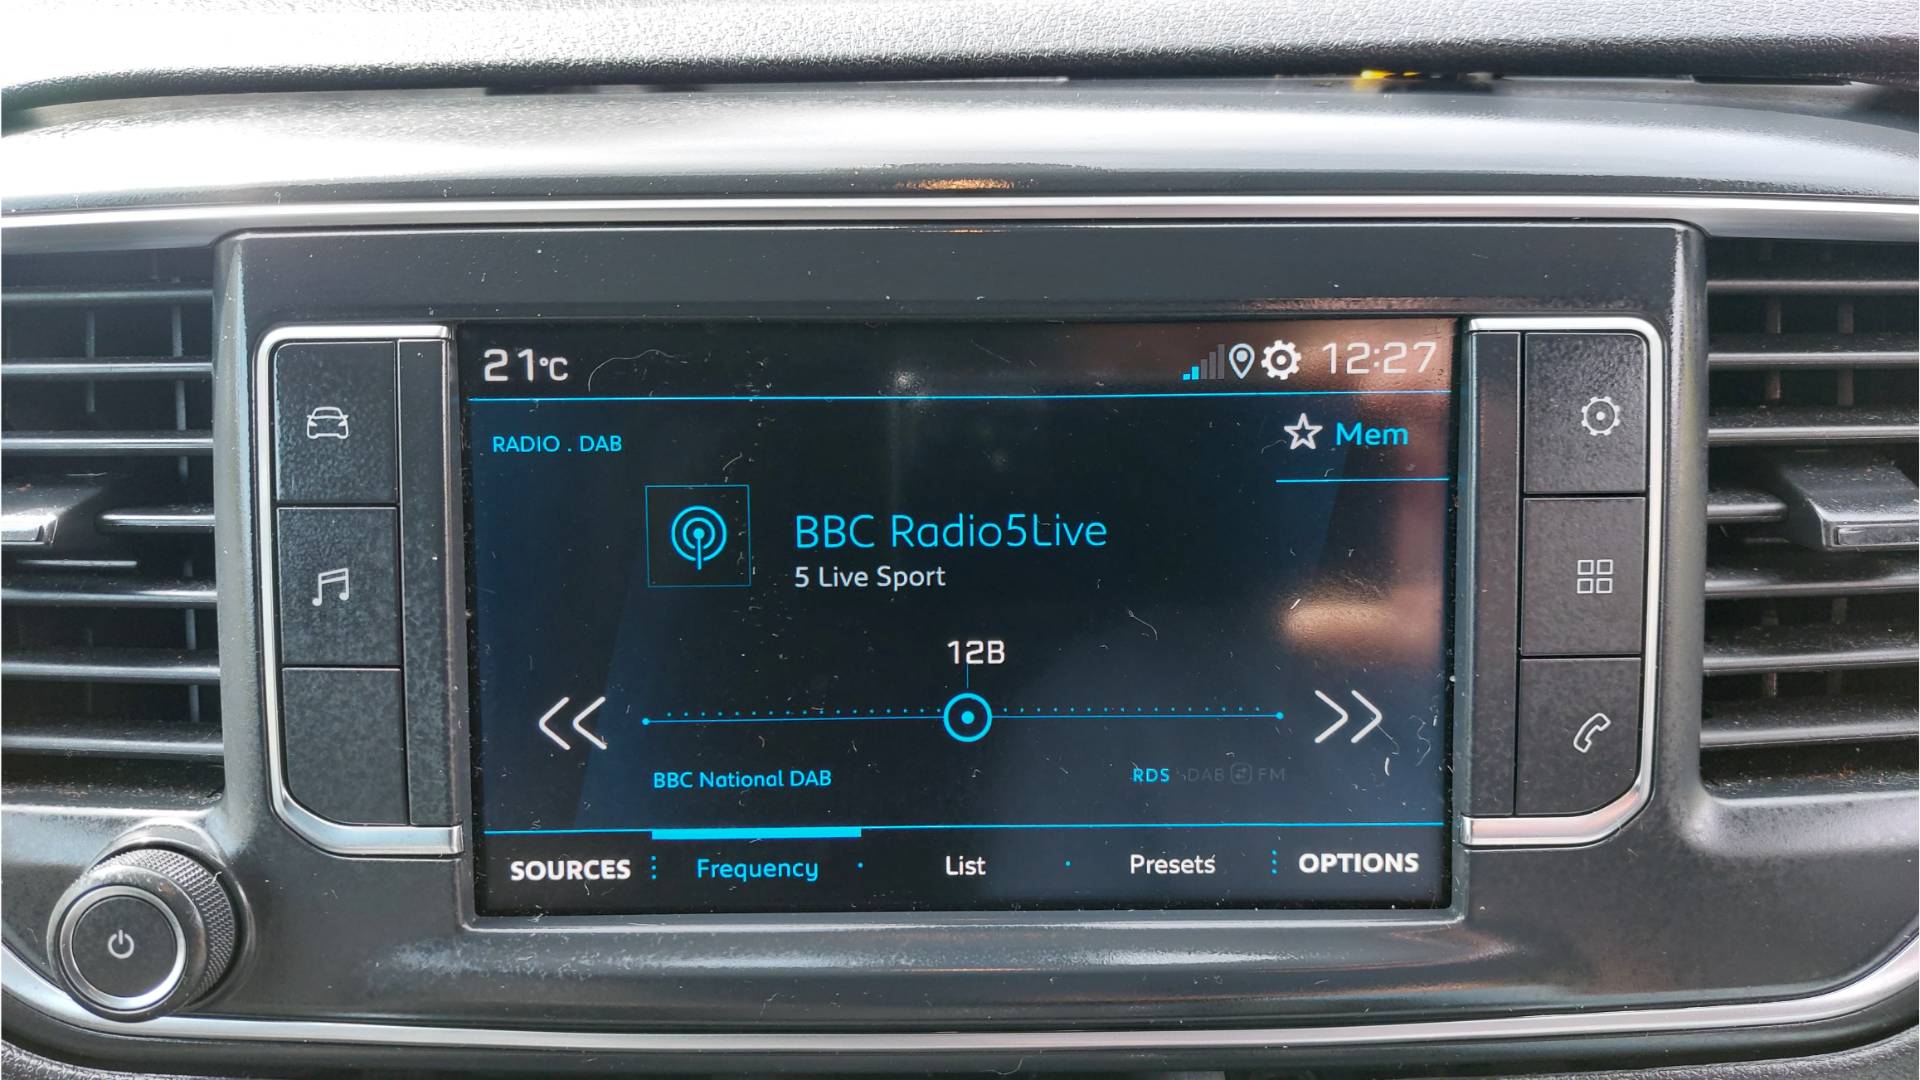 21°C 12:27
RADIO . DAB
Mem
BBC Radio5Live
5 Live Sport
12B
BBC National DAB RDS DAB FM
SOURCES Frequency List Presets OPTIONS